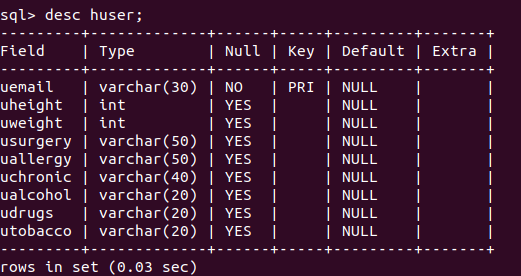 sql> desc huser;
---------+-------------+------+-----+---------+-------+
Field    | Type        | Null | Key | Default | Extra |
---------+-------------+------+-----+---------+-------+
uemail   | varchar(30) | NO   | PRI | NULL    |       |
uheight  | int         | YES  |     | NULL    |       |
uweight  | int         | YES  |     | NULL    |       |
usurgery | varchar(50) | YES  |     | NULL    |       |
uallergy | varchar(50) | YES  |     | NULL    |       |
uchronic | varchar(40) | YES  |     | NULL    |       |
ualcohol | varchar(20) | YES  |     | NULL    |       |
udrugs   | varchar(20) | YES  |     | NULL    |       |
utobacco | varchar(20) | YES  |     | NULL    |       |
---------+-------------+------+-----+---------+-------+
rows in set (0.03 sec)